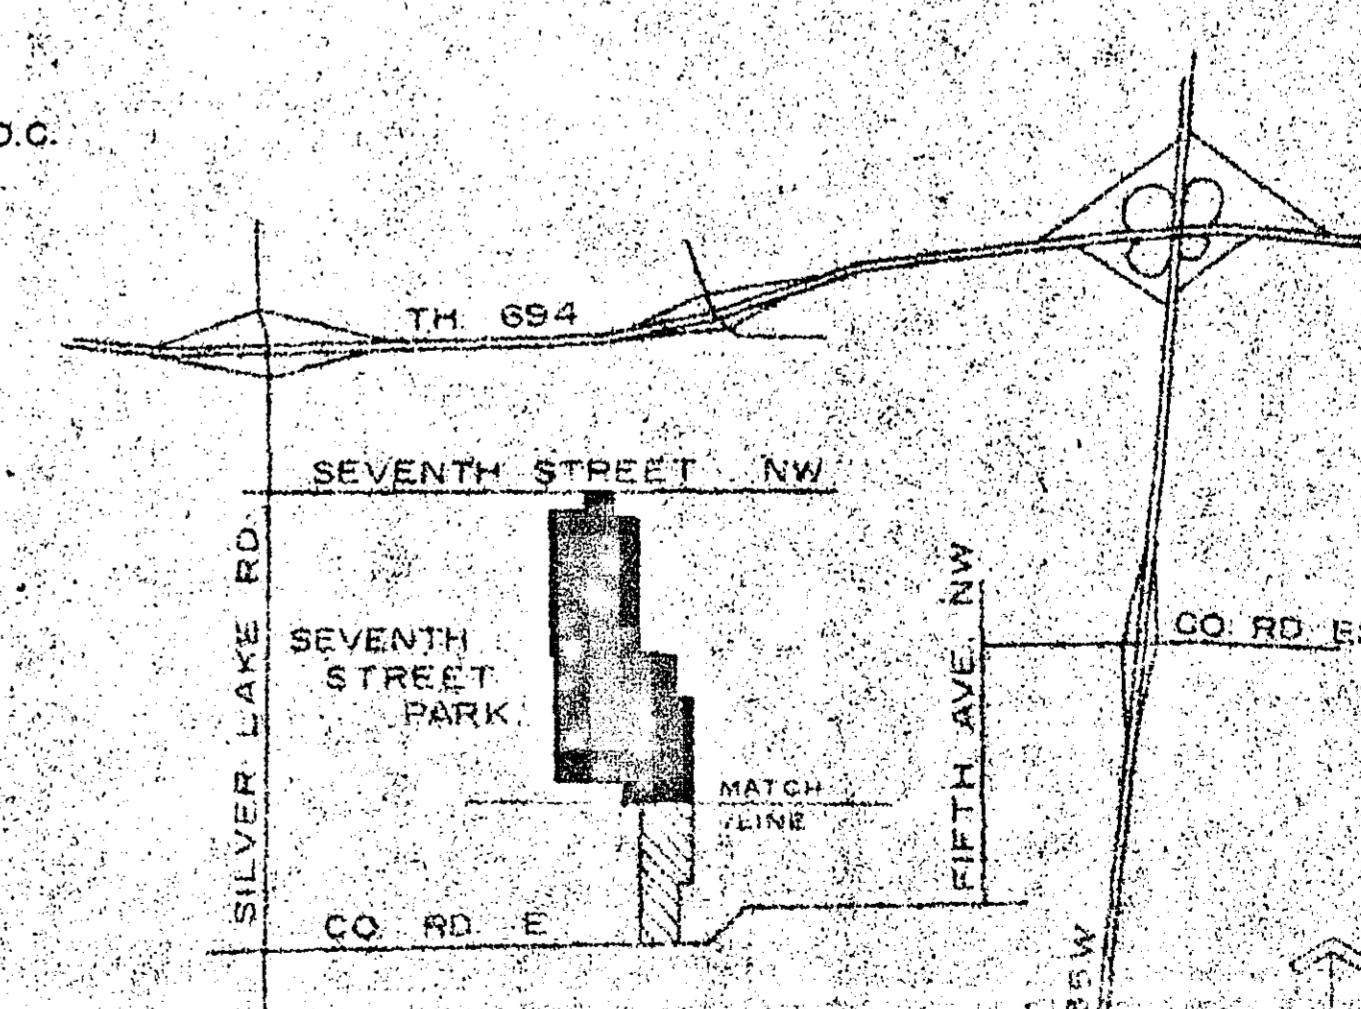 O.C.
TH 694
SEVENTH STREET NW
SILVER LAKE RD.
SEVENTH
STREET
PARK
FIFTH AVE. NW
CO. RD E
MATCH
LINE
CO. RD. E
35W